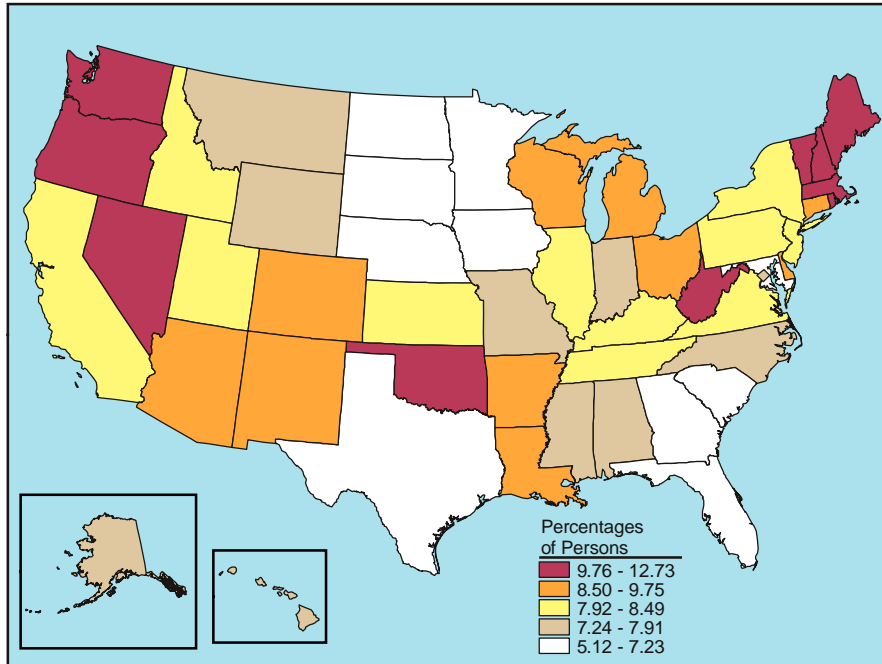 Percentages
of Persons
9.76 - 12.73
8.50 - 9.75
7.92 - 8.49
7.24 - 7.91
5.12 - 7.23